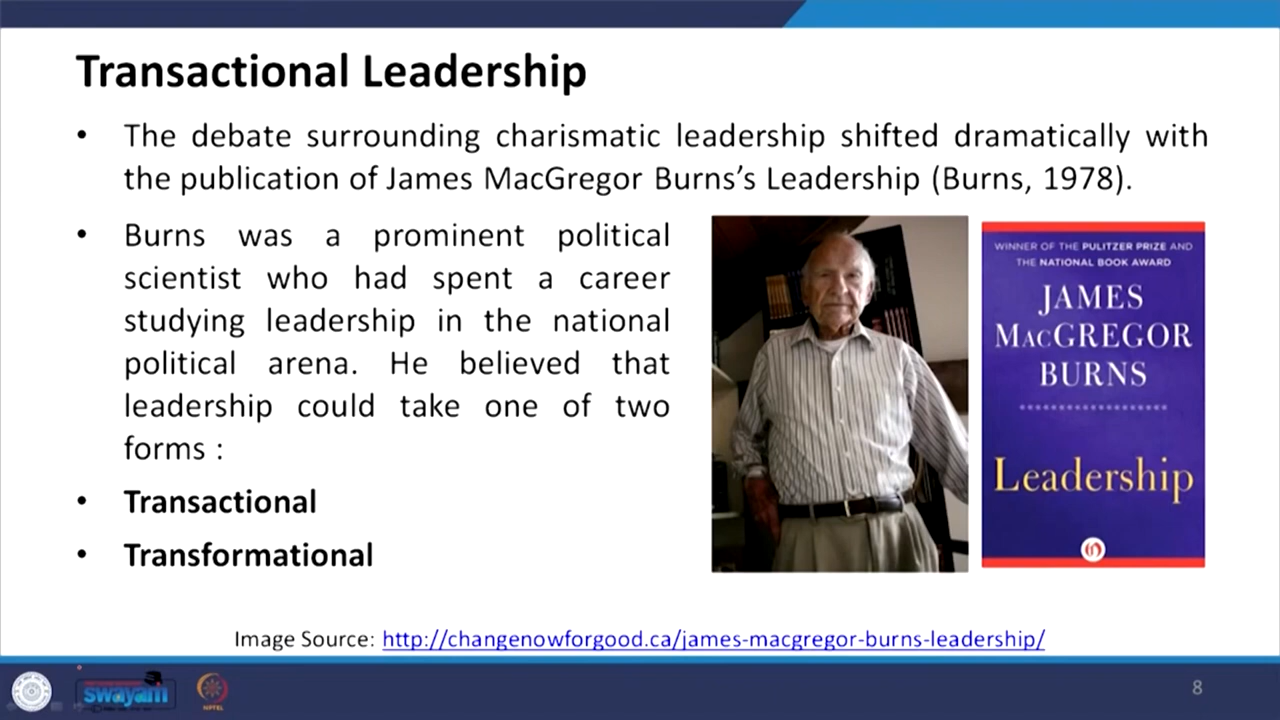 Transactional Leadership
• The debate surrounding charismatic leadership shifted dramatically with
the publication of James MacGregor Burns’s Leadership (Burns, 1978).
• Burns was a prominent political
scientist who had spent a career
studying leadership in the national
political arena. He believed that
leadership could take one of two
forms :
• Transactional
• Transformational
WINNER OF THE PULITZER PRIZE AND
THE NATIONAL BOOK AWARD
JAMES
MACGREGOR
BURNS
Leadership
Image Source: http://changenowforgood.ca/james-macgregor-burns-leadership/
swayam
NPTEL
8